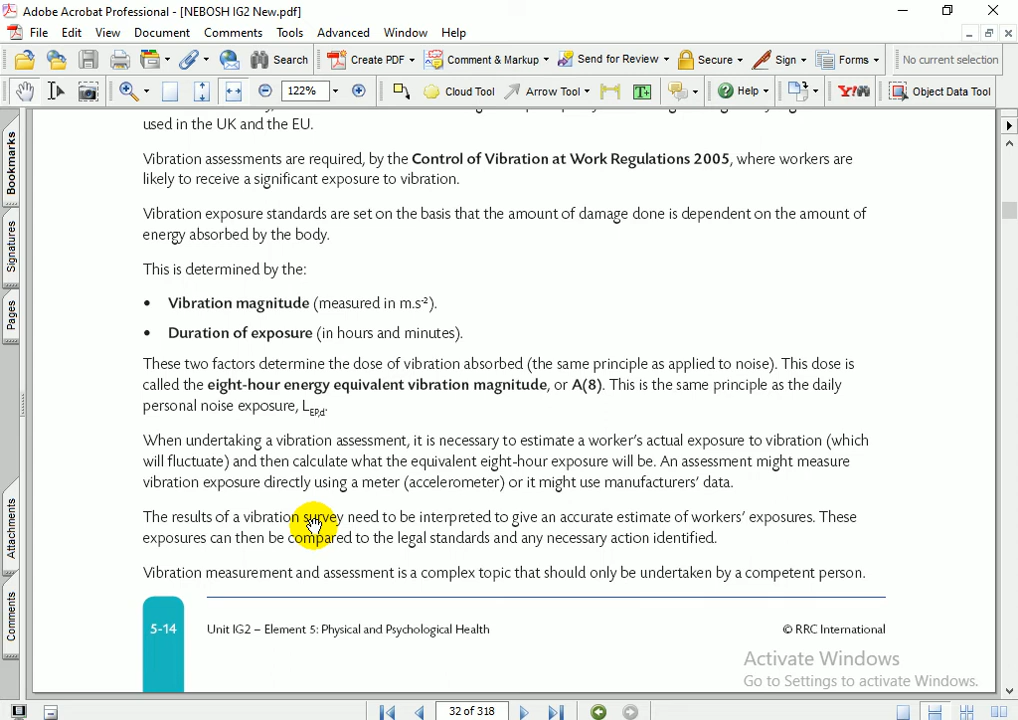 Adobe Acrobat Professional - [NEBOSH IG2 New.pdf]
File Edit View Document Comments Tools Advanced Window Help
Search Create PDF Comment & Markup Send for Review Secure Sign Forms No current selection
122% Cloud Tool Arrow Tool Help Y! Object Data Tool
Bookmarks
Signatures
Pages
Attachments
Comments
used in the UK and the EU.
Vibration assessments are required, by the Control of Vibration at Work Regulations 2005, where workers are
likely to receive a significant exposure to vibration.
Vibration exposure standards are set on the basis that the amount of damage done is dependent on the amount of
energy absorbed by the body.
This is determined by the:
• Vibration magnitude (measured in m.s⁻²).
• Duration of exposure (in hours and minutes).
These two factors determine the dose of vibration absorbed (the same principle as applied to noise). This dose is
called the eight-hour energy equivalent vibration magnitude, or A(8). This is the same principle as the daily
personal noise exposure, LEP,d.
When undertaking a vibration assessment, it is necessary to estimate a worker's actual exposure to vibration (which
will fluctuate) and then calculate what the equivalent eight-hour exposure will be. An assessment might measure
vibration exposure directly using a meter (accelerometer) or it might use manufacturers' data.
The results of a vibration survey need to be interpreted to give an accurate estimate of workers' exposures. These
exposures can then be compared to the legal standards and any necessary action identified.
Vibration measurement and assessment is a complex topic that should only be undertaken by a competent person.
5-14 Unit IG2 – Element 5: Physical and Psychological Health © RRC International
Activate Windows
Go to Settings to activate Windows.
32 of 318